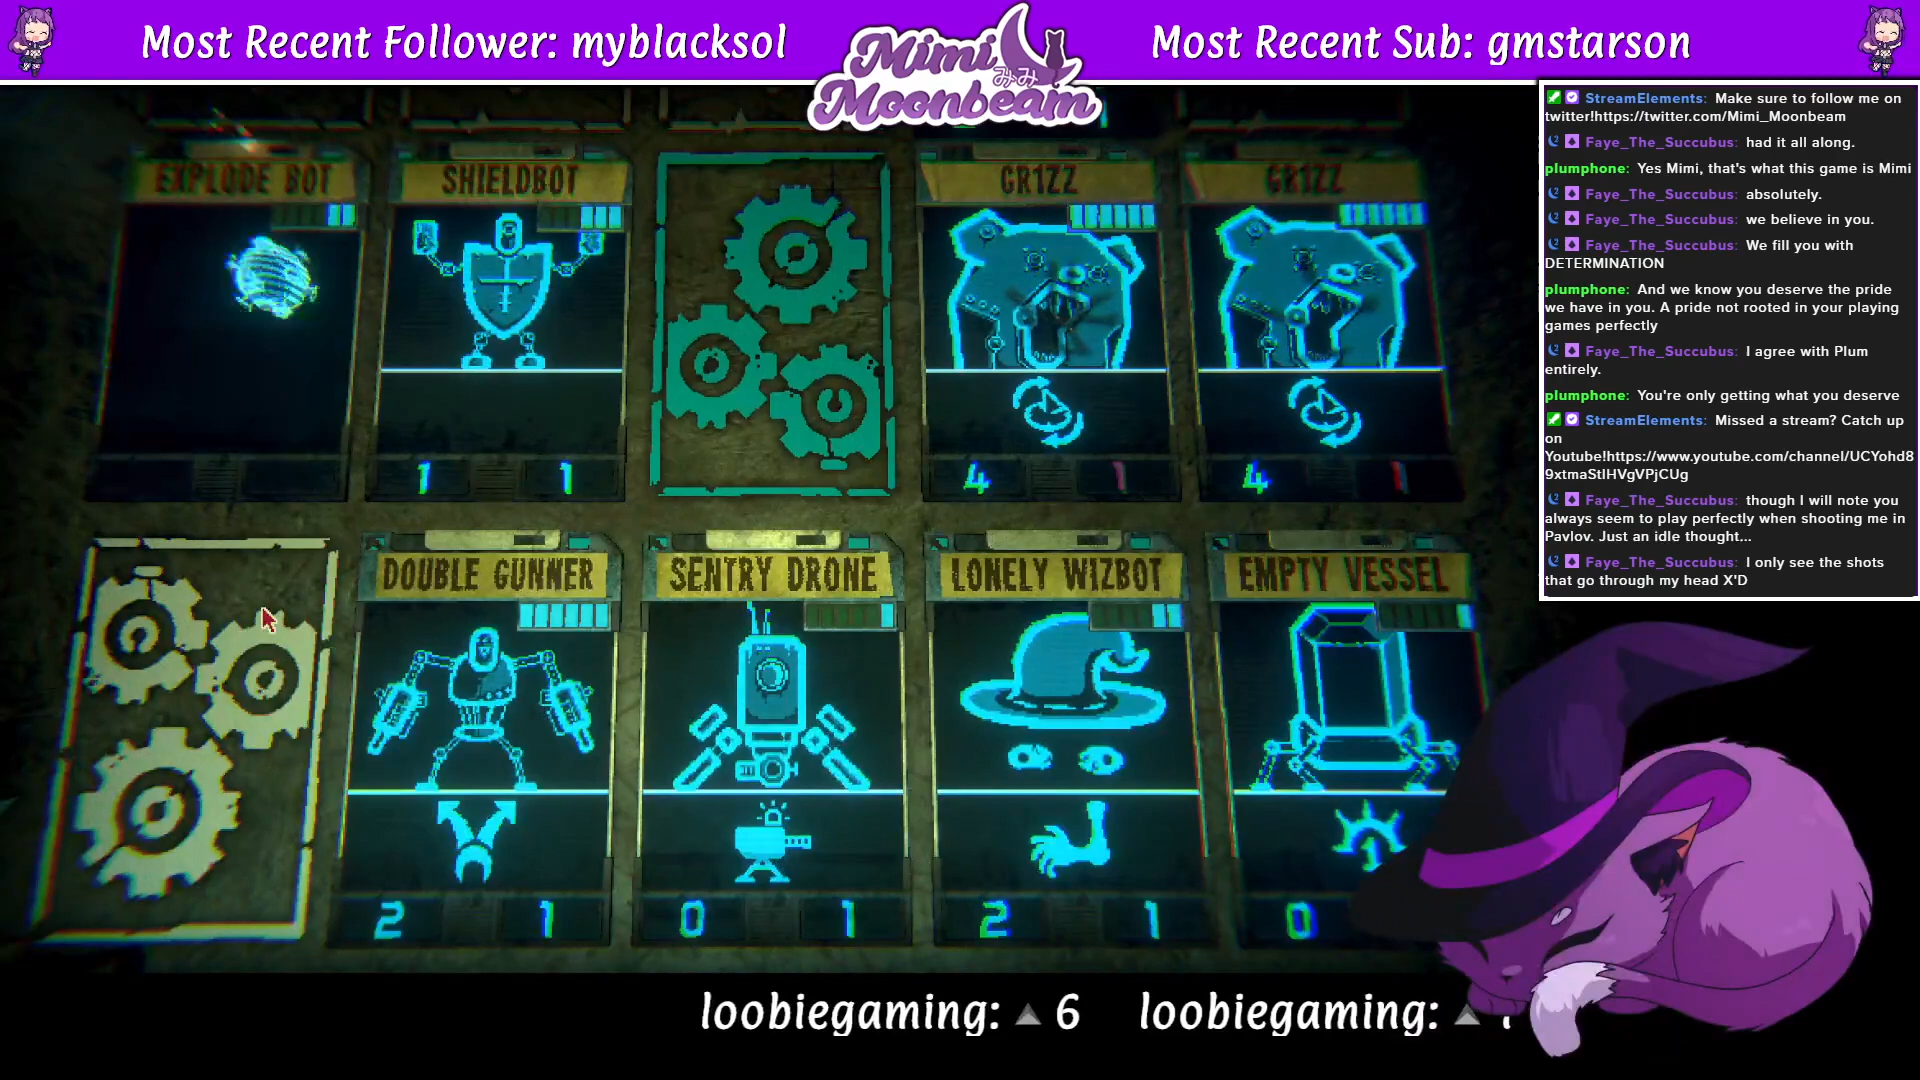 Most Recent Follower: myblacksol
Mimi
みみ
Moonbeam
Most Recent Sub: gmstarson
StreamElements: Make sure to follow me on
twitter!https://twitter.com/Mimi_Moonbeam
Faye_The_Succubus: had it all along.
plumphone: Yes Mimi, that's what this game is Mimi
Faye_The_Succubus: absolutely.
Faye_The_Succubus: we believe in you.
Faye_The_Succubus: We fill you with
DETERMINATION
plumphone: And we know you deserve the pride
we have in you. A pride not rooted in your playing
games perfectly
Faye_The_Succubus: I agree with Plum
entirely.
plumphone: You're only getting what you deserve
StreamElements: Missed a stream? Catch up
on
Youtube!https://www.youtube.com/channel/UCYohd8
9xtmaStlHVgVPjCUg
Faye_The_Succubus: though I will note you
always seem to play perfectly when shooting me in
Pavlov. Just an idle thought...
Faye_The_Succubus: I only see the shots
that go through my head X'D
EXPLODE BOT
SHIELDBOT
GR1ZZ
GR1ZZ
1 1
4 1
4 1
DOUBLE GUNNER
SENTRY DRONE
LONELY WIZBOT
EMPTY VESSEL
2 1
0 1
2 1
0
loobiegaming: 6
loobiegaming: